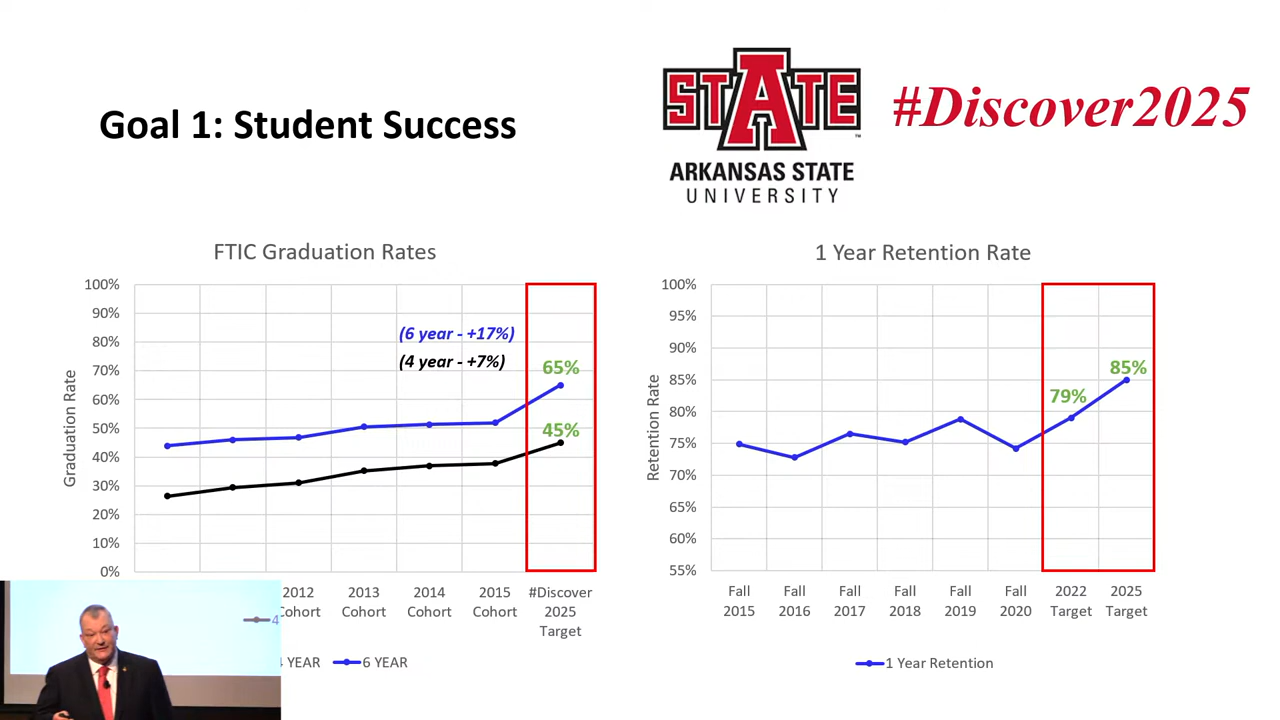 Goal 1: Student Success
STATE
ARKANSAS STATE
UNIVERSITY
#Discover2025
FTIC Graduation Rates
100%
90%
80%
70%
60%
50%
40%
30%
20%
10%
0%
Graduation Rate
(6 year - +17%)
(4 year - +7%)
65%
45%
2012
Cohort
2013
Cohort
2014
Cohort
2015
Cohort
#Discover
2025
Target
4
4 YEAR
6 YEAR
1 Year Retention Rate
100%
95%
90%
85%
80%
75%
70%
65%
60%
55%
Retention Rate
79%
85%
Fall
2015
Fall
2016
Fall
2017
Fall
2018
Fall
2019
Fall
2020
2022
Target
2025
Target
1 Year Retention